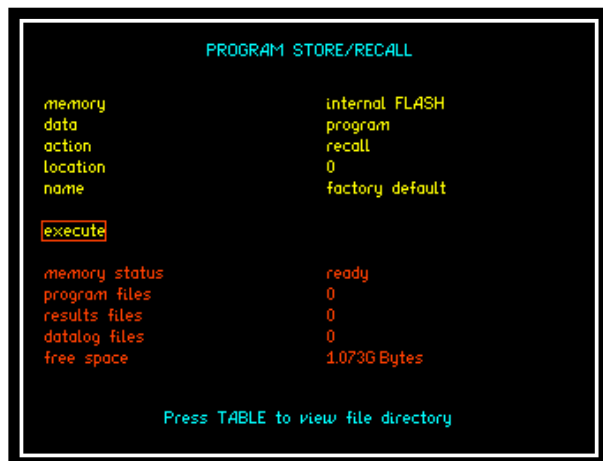 PROGRAM STORE/RECALL
memory internal FLASH
data program
action recall
location 0
name factory default
execute
memory status ready
program files 0
results files 0
datalog files 0
free space 1.073G Bytes
Press TABLE to view file directory